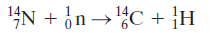 ¹⁴₇N + ¹₀n → ¹⁴₆C + ¹₁H